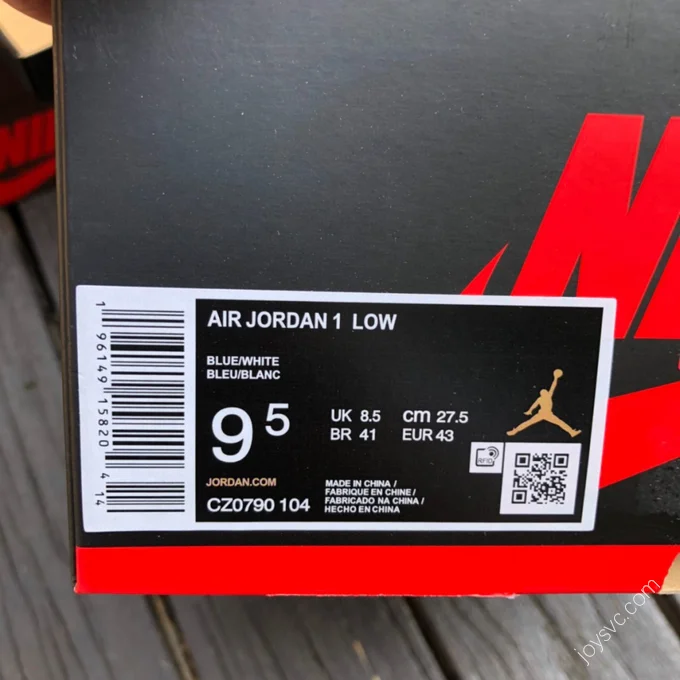 NIKE
AIR JORDAN 1 LOW
BLUE/WHITE
BLEU/BLANC
9 5
UK 8.5 cm 27.5
BR 41 EUR 43
RFID
JORDAN.COM
CZ0790 104
MADE IN CHINA /
FABRIQUE EN CHINE /
FABRICADO NA CHINA /
HECHO EN CHINA
1 96149 15820 4 14
joysvc.com